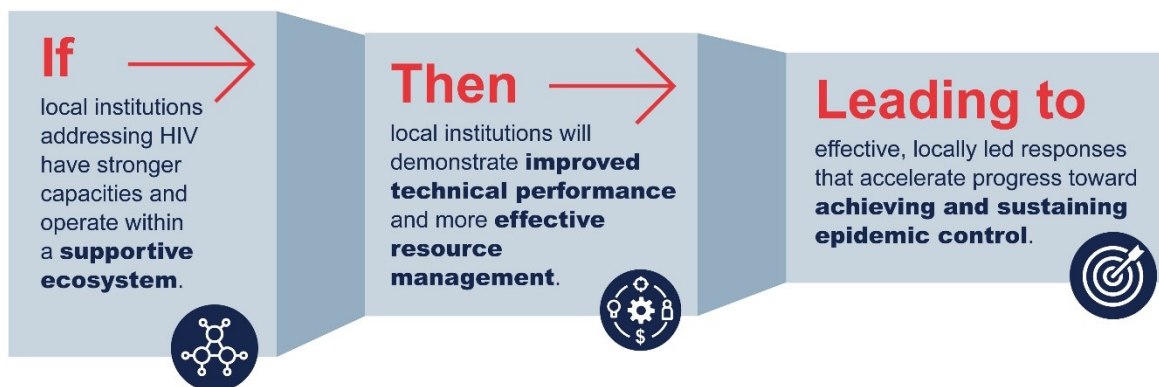 If
local institutions
addressing HIV
have stronger
capacities and
operate within
a supportive
ecosystem.
Then
local institutions will
demonstrate improved
technical performance
and more effective
resource
management.
$
Leading to
effective, locally led responses
that accelerate progress toward
achieving and sustaining
epidemic control.